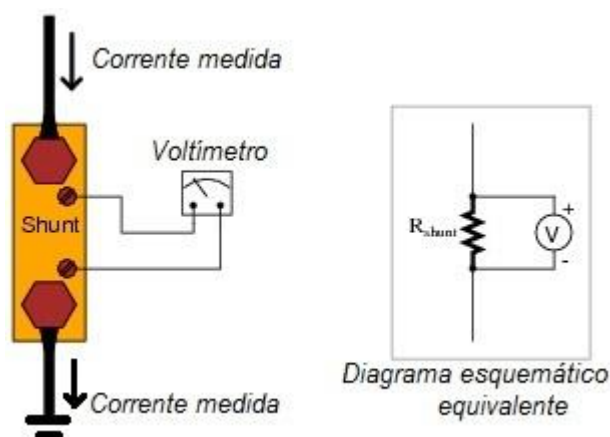 Corrente medida
Voltímetro
Shunt
Corrente medida
Rshunt
+
V
-
Diagrama esquemático
equivalente